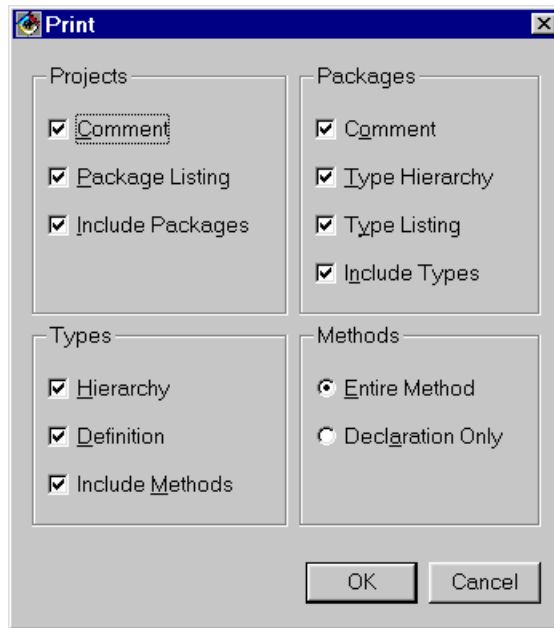 Print
Projects
Comment
Package Listing
Include Packages
Packages
Comment
Type Hierarchy
Type Listing
Include Types
Types
Hierarchy
Definition
Include Methods
Methods
Entire Method
Declaration Only
OK
Cancel